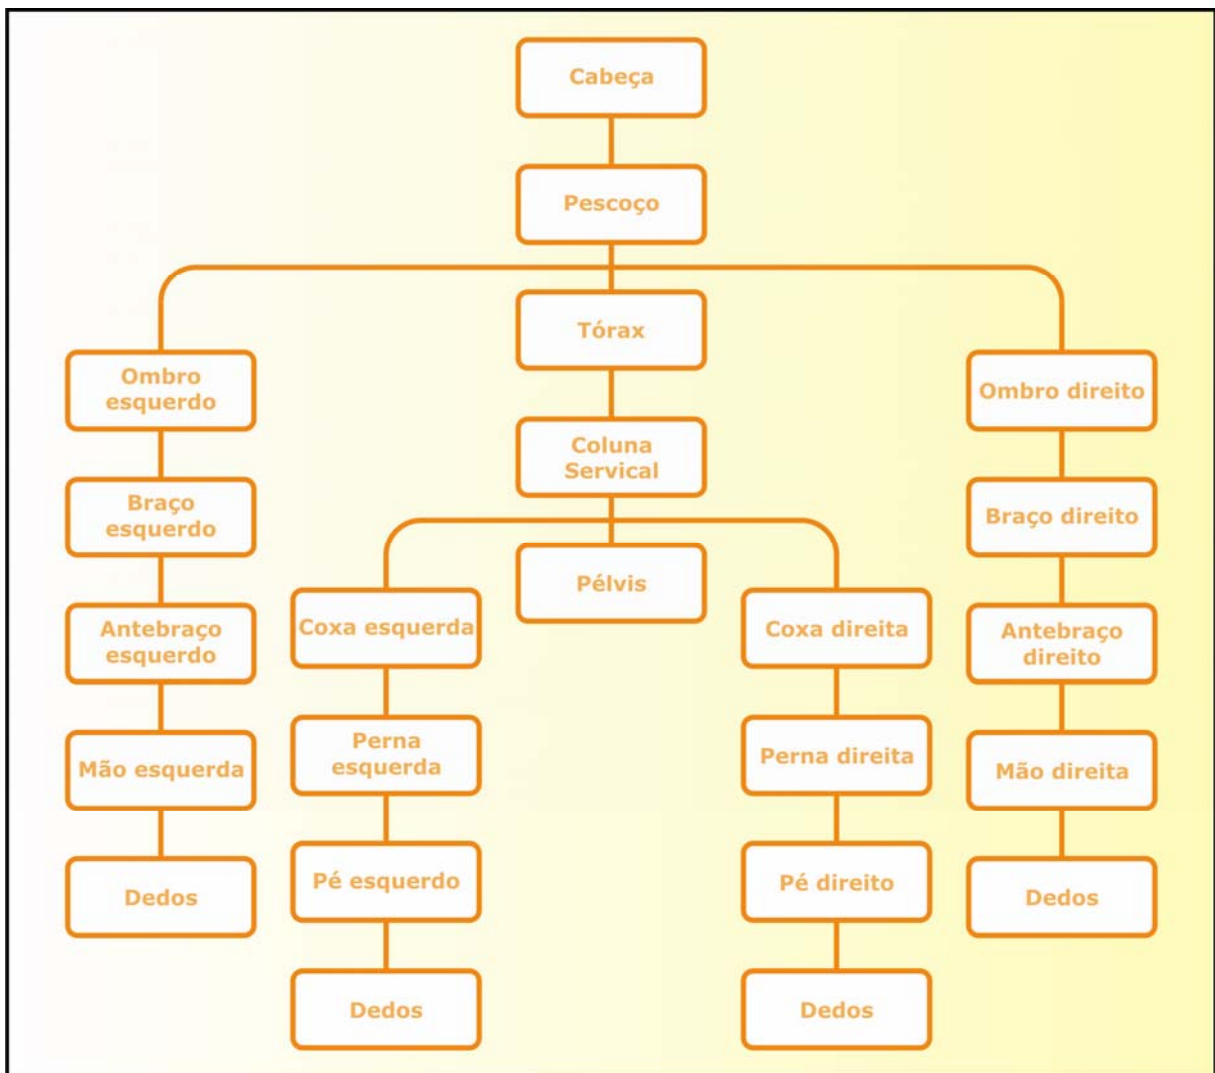 Cabeça
Pescoço
Tórax
Ombro
esquerdo
Ombro direito
Coluna
Servical
Braço
esquerdo
Braço direito
Pélvis
Coxa esquerda
Coxa direita
Antebraço
esquerdo
Antebraço
direito
Perna
esquerda
Perna direita
Mão esquerda
Mão direita
Pé esquerdo
Pé direito
Dedos
Dedos
Dedos
Dedos